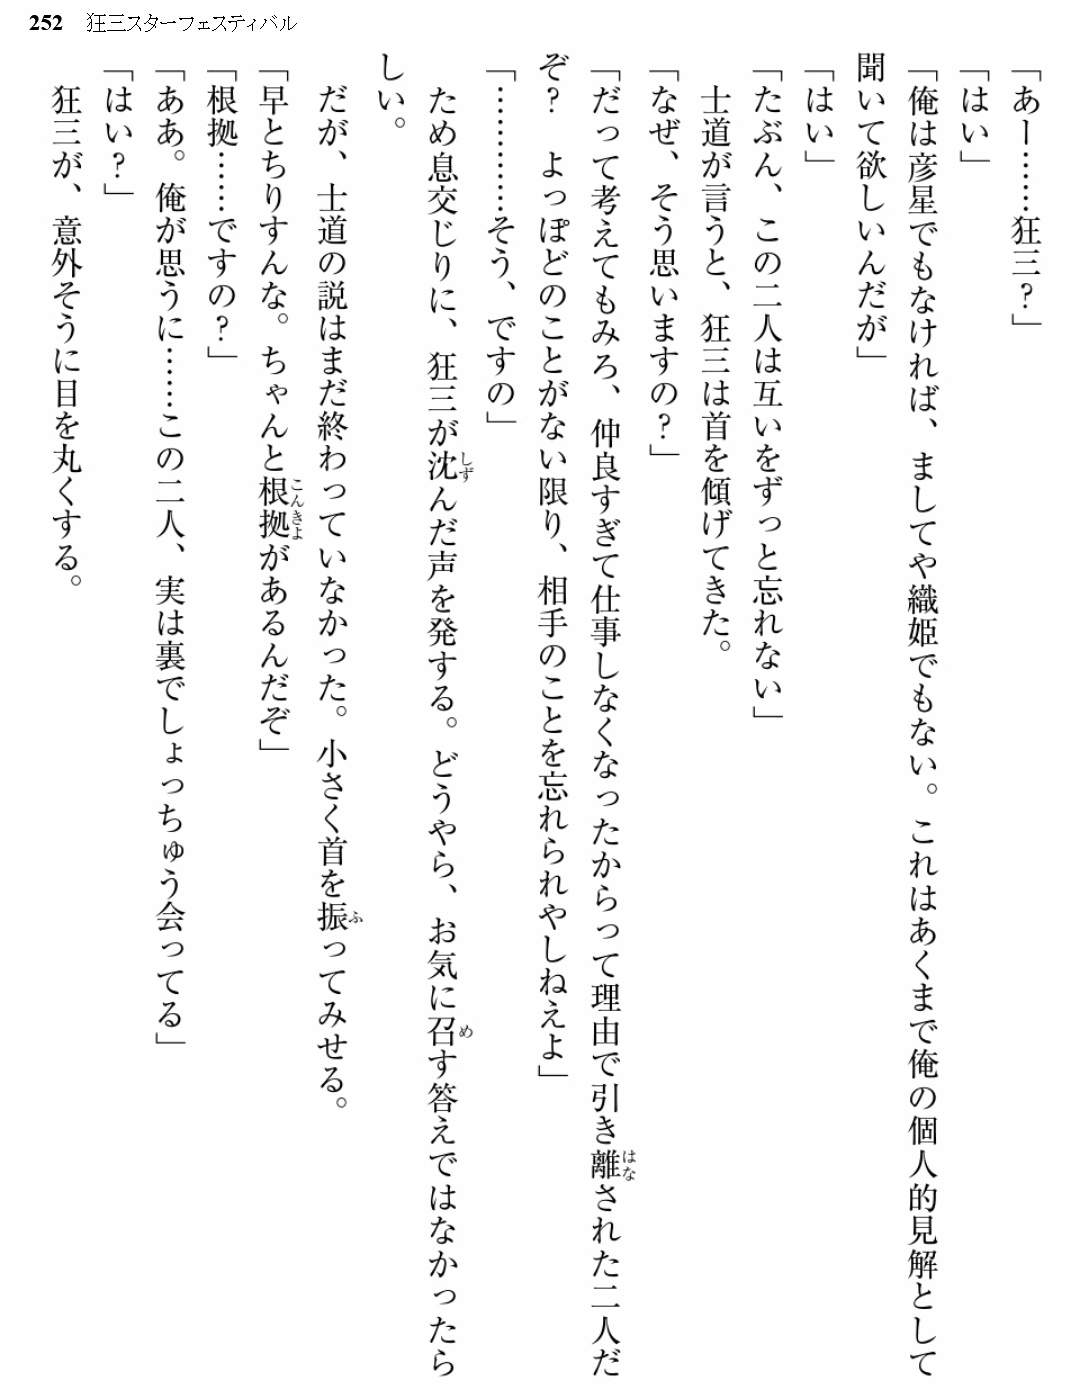 252 狂三スターフェスティバル
「あー……狂三？」
「はい」
「俺は彦星でもなければ、ましてや織姫でもない。これはあくまで俺の個人的見解として
聞いて欲しいんだが」
「はい」
「たぶん、この二人は互いをずっと忘れない」
士道が言うと、狂三は首を傾げてきた。
「なぜ、そう思いますの？」
「だって考えてもみろ、仲良すぎて仕事しなくなったからって理由で引き離された二人だ
ぞ？　よっぽどのことがない限り、相手のことを忘れられやしねえよ」
「…………そう、ですの」
ため息交じりに、狂三が沈んだ声を発する。どうやら、お気に召す答えではなかったら
しい。
だが、士道の説はまだ終わっていなかった。小さく首を振ってみせる。
「早とちりすんな。ちゃんと根拠があるんだぞ」
「根拠……ですの？」
「ああ。俺が思うに……この二人、実は裏でしょっちゅう会ってる」
「はい？」
狂三が、意外そうに目を丸くする。